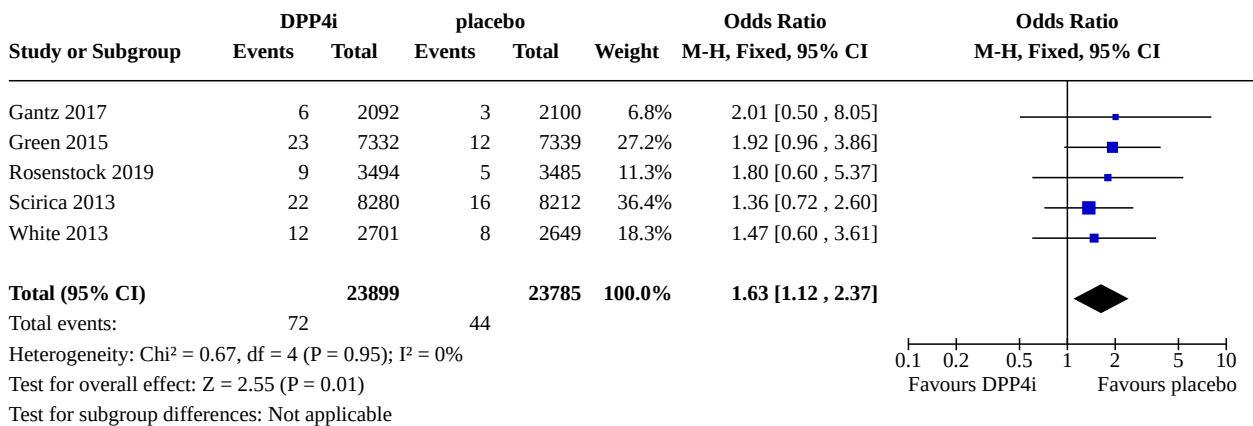 DPP4i placebo Odds Ratio Odds Ratio
Study or Subgroup Events Total Events Total Weight M-H, Fixed, 95% CI M-H, Fixed, 95% CI
Gantz 2017 6 2092 3 2100 6.8% 2.01 [0.50 , 8.05]
Green 2015 23 7332 12 7339 27.2% 1.92 [0.96 , 3.86]
Rosenstock 2019 9 3494 5 3485 11.3% 1.80 [0.60 , 5.37]
Scirica 2013 22 8280 16 8212 36.4% 1.36 [0.72 , 2.60]
White 2013 12 2701 8 2649 18.3% 1.47 [0.60 , 3.61]
Total (95% CI) 23899 23785 100.0% 1.63 [1.12 , 2.37]
Total events: 72 44
Heterogeneity: Chi² = 0.67, df = 4 (P = 0.95); I² = 0%
Test for overall effect: Z = 2.55 (P = 0.01)
Test for subgroup differences: Not applicable
0.1 0.2 0.5 1 2 5 10
Favours DPP4i Favours placebo